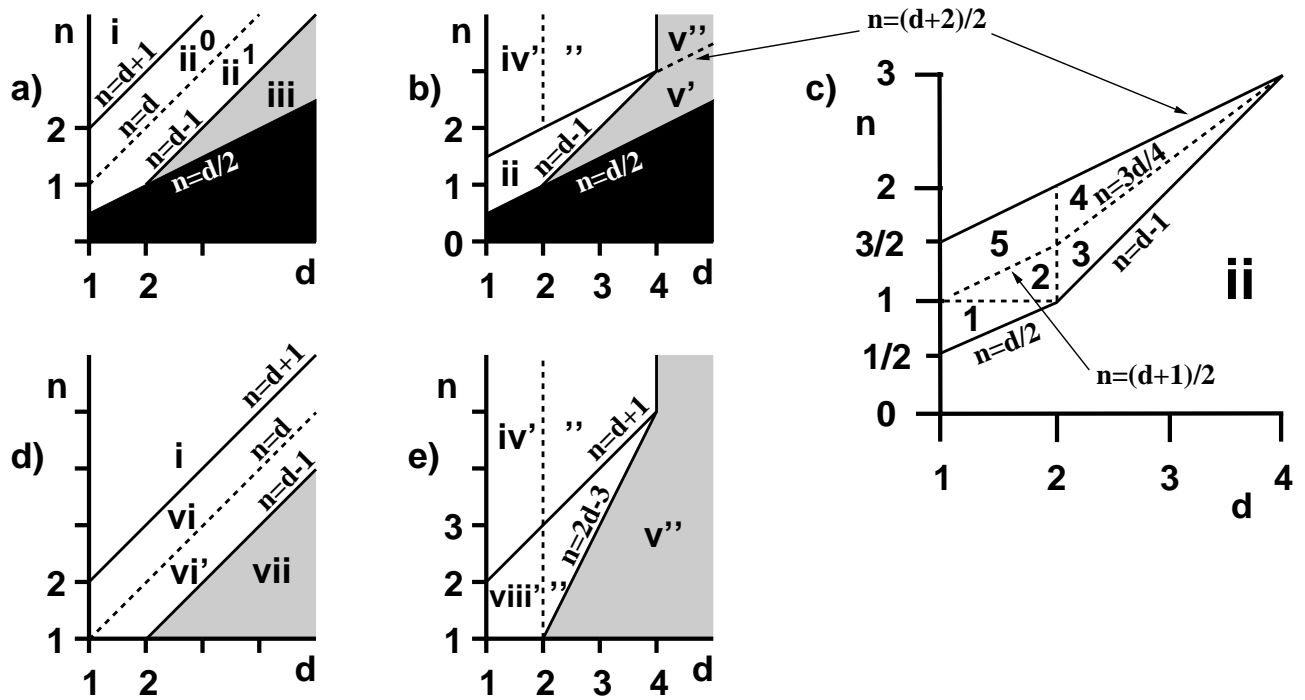 a)
n
i
n=d+1
ii⁰
n=d
ii¹
n=d-1
iii
n=d/2
2
1
1 2 d
b)
n
iv’ ’’
v’’
v’
n=d-1
ii
n=d/2
2
1
0
1 2 3 4 d
n=(d+2)/2
c)
n
3
2
3/2
1
1/2
0
4
n=3d/4
5
2
3
n=d-1
1
n=d/2
ii
n=(d+1)/2
1 2 3 4
d
d)
n
n=d+1
i
n=d
vi
n=d-1
vi’
vii
2
1
1 2 d
e)
n
iv’ ’’
n=d+1
n=2d-3
v’’
viii’ ’’
3
2
1
1 2 3 4 d